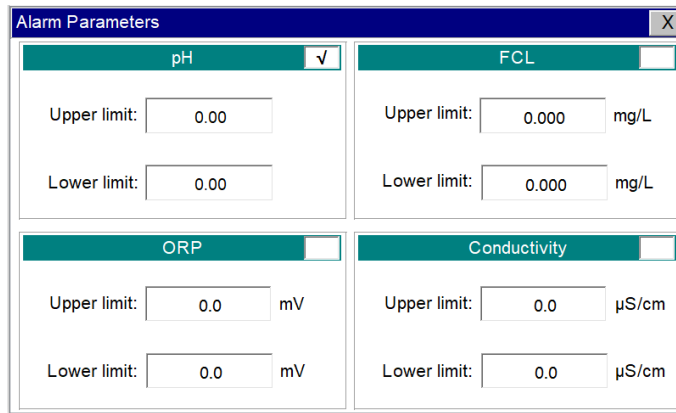 Alarm Parameters X
pH √
Upper limit: 0.00
Lower limit: 0.00
FCL
Upper limit: 0.000 mg/L
Lower limit: 0.000 mg/L
ORP
Upper limit: 0.0 mV
Lower limit: 0.0 mV
Conductivity
Upper limit: 0.0 µS/cm
Lower limit: 0.0 µS/cm